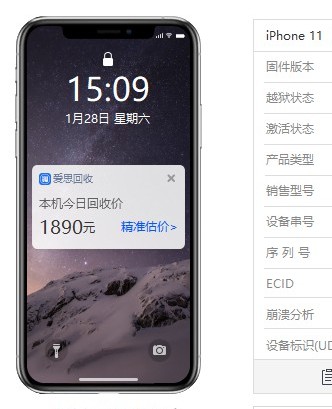 15:09
1月28日 星期六
爱思回收
本机今日回收价
1890元
精准估价>
iPhone 11
固件版本
越狱状态
激活状态
产品类型
销售型号
设备串号
序 列 号
ECID
崩溃分析
设备标识(UD